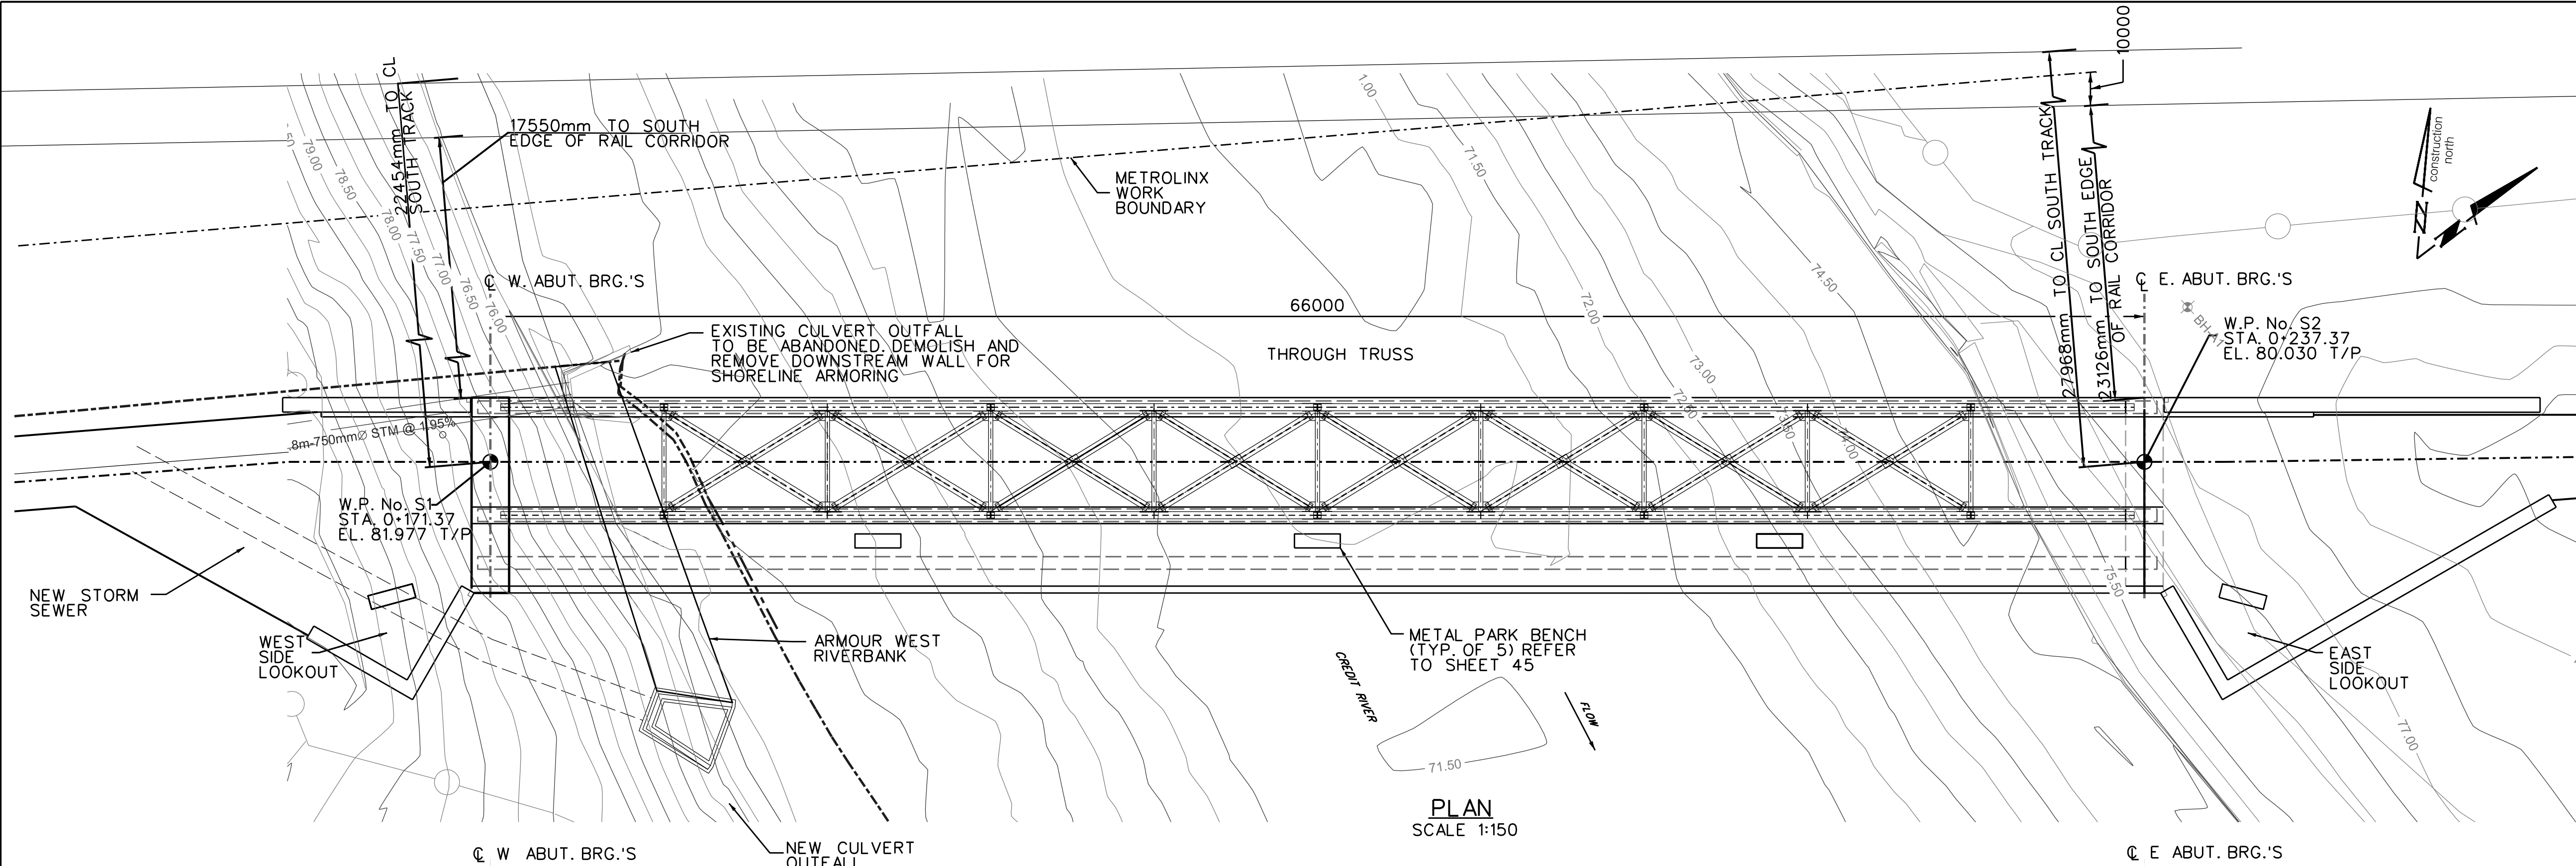 10000
22454mm TO CL
SOUTH TRACK
17550mm TO SOUTH
EDGE OF RAIL CORRIDOR
79.00
78.50
78.00
77.50
77.00
76.50
76.00
METROLINX
WORK
BOUNDARY
1.00
71.50
72.00
74.50
27968mm TO CL SOUTH TRACK
23126mm TO SOUTH EDGE
OF RAIL CORRIDOR
construction
north
N
N
℄ W. ABUT. BRG.'S
66000
℄ E. ABUT. BRG.'S
EXISTING CULVERT OUTFALL
TO BE ABANDONED. DEMOLISH AND
REMOVE DOWNSTREAM WALL FOR
SHORELINE ARMORING
THROUGH TRUSS
W.P. No. S2
STA. 0+237.37
EL. 80.030 T/P
73.00
72.50
74.00
8m-750mm∅ STM @ 1.95%
W.P. No. S1
STA. 0+171.37
EL. 81.977 T/P
NEW STORM
SEWER
WEST
SIDE
LOOKOUT
ARMOUR WEST
RIVERBANK
METAL PARK BENCH
(TYP. OF 5) REFER
TO SHEET 45
CREDIT RIVER
FLOW
75.50
EAST
SIDE
LOOKOUT
77.00
71.50
PLAN
SCALE 1:150
℄ W ABUT. BRG.'S
NEW CULVERT
OUTFALL
℄ E ABUT. BRG.'S